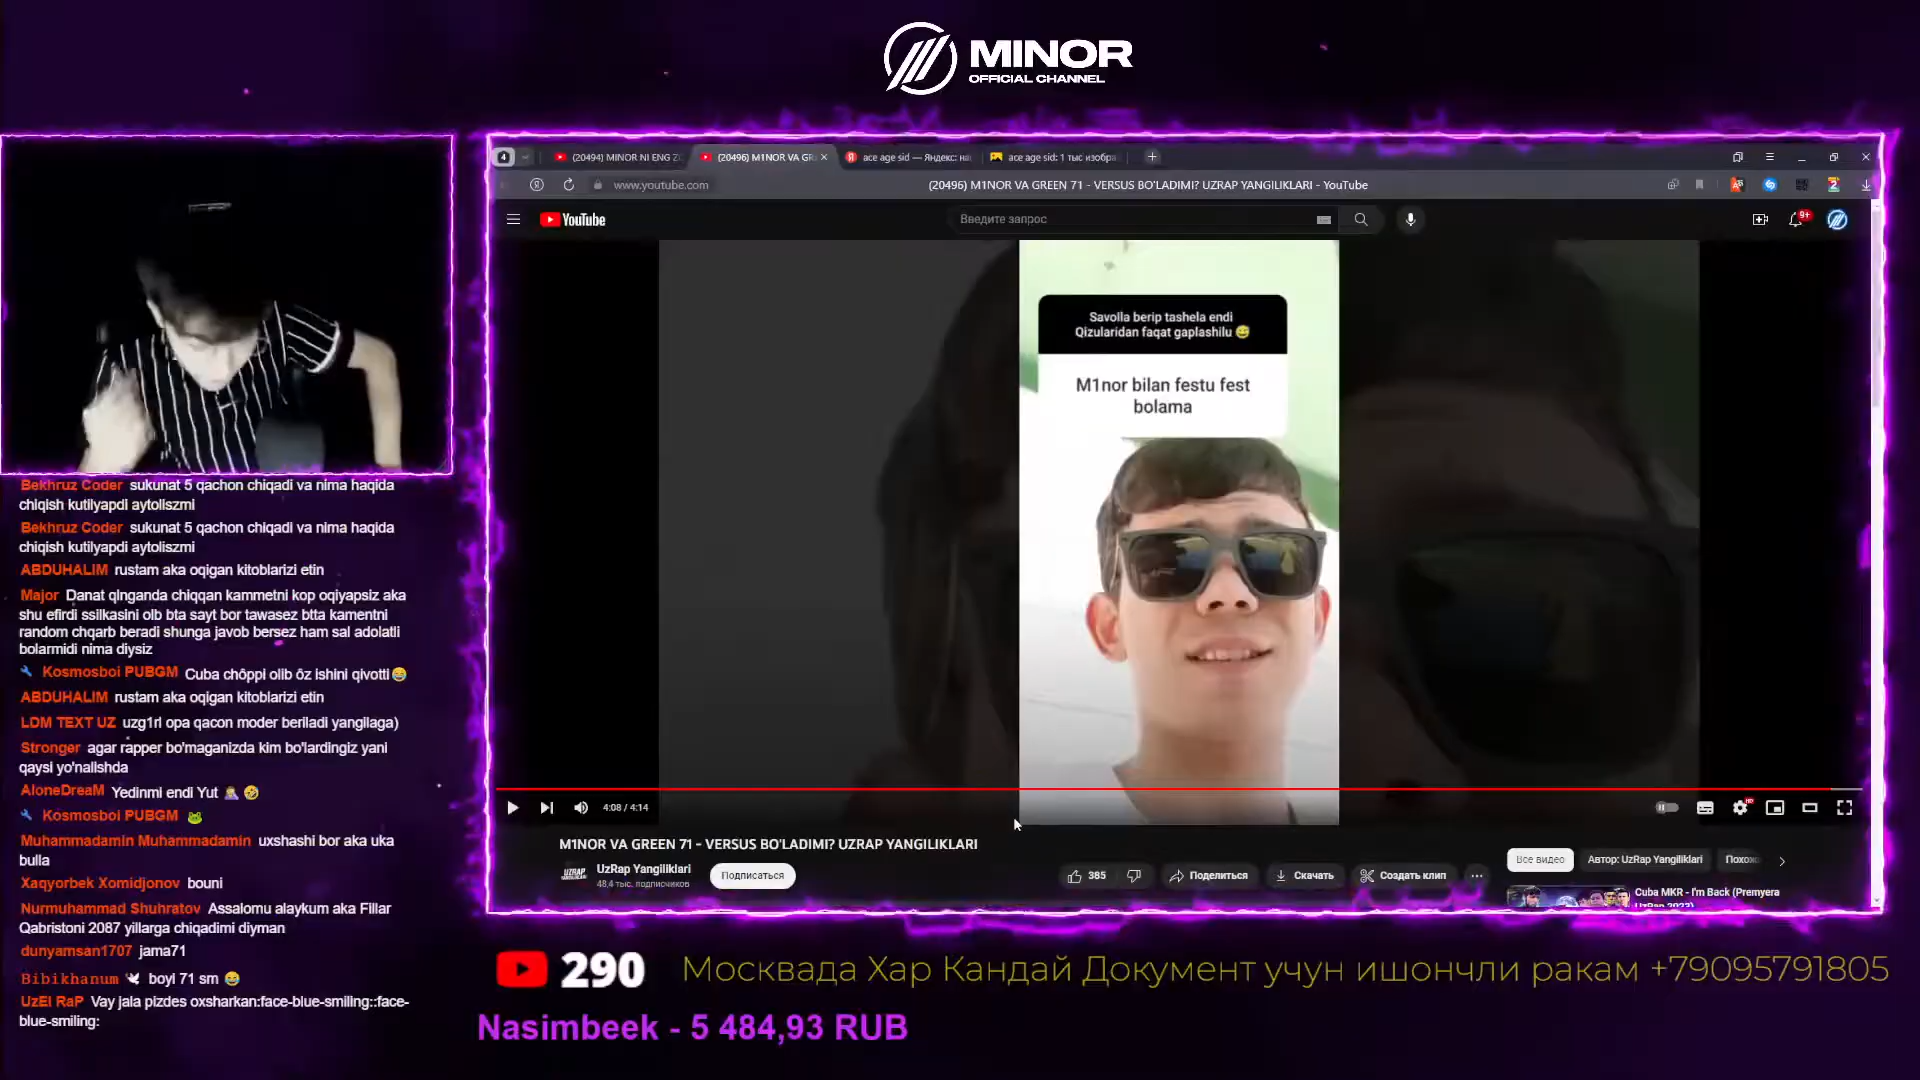 MINOR
OFFICIAL CHANNEL
4
(20494) MINOR NI ENG
(20496) M1NOR VA GR
ace age sid — Яндекс: на
ace age sid: 1 тыс изобра
www.youtube.com
(20496) M1NOR VA GREEN 71 - VERSUS BO'LADIMI? UZRAP YANGILIKLARI - YouTube
YouTube
Введите запрос
9+
Savolla berip tashela endi
Qizularidan faqat gaplashilu 😅
M1nor bilan festu fest
bolama
4:08 / 4:14
HD
M1NOR VA GREEN 71 - VERSUS BO'LADIMI? UZRAP YANGILIKLARI
UzRap Yangiliklari
48,4 тыс. подписчиков
Подписаться
385
Поделиться
Скачать
Создать клип
Все видео
Автор: UzRap Yangiliklari
Похож
Cuba MKR - I'm Back (Premyera
UzRap 2023)
Bekhruz Coder sukunat 5 qachon chiqadi va nima haqida
chiqish kutilyapdi aytoliszmi
Bekhruz Coder sukunat 5 qachon chiqadi va nima haqida
chiqish kutilyapdi aytoliszmi
ABDUHALIM rustam aka oqigan kitoblarizi etin
Major Danat qlnganda chiqqan kammetni kop oqiyapsiz aka
shu efirdi ssilkasini olb bta sayt bor tawasez btta kamentni
random chqarb beradi shunga javob bersez ham sal adolatli
bolarmidi nima diysiz
Kosmosboi PUBGM Cuba chôppi olib ôz ishini qivotti😂
ABDUHALIM rustam aka oqigan kitoblarizi etin
LDM TEXT UZ uzg1rl opa qacon moder beriladi yangilaga)
Stronger agar rapper bo'maganizda kim bo'lardingiz yani
qaysi yo'nalishda
AloneDreaM Yedinmi endi Yut 🤦 🤣
Kosmosboi PUBGM 🐸
Muhammadamin Muhammadamin uxshashi bor aka uka
bulla
Xaqyorbek Xomidjonov bouni
Nurmuhammad Shuhratov Assalomu alaykum aka Fillar
Qabristoni 2087 yillarga chiqadimi diyman
dunyamsan1707 jama71
Bibikhanum 🕊 boyi 71 sm 😂
UzEl RaP Vay jala pizdes oxsharkan:face-blue-smiling::face-
blue-smiling:
290
Москвада Хар Кандай Документ учун ишончли ракам +79095791805
Nasimbeek - 5 484,93 RUB